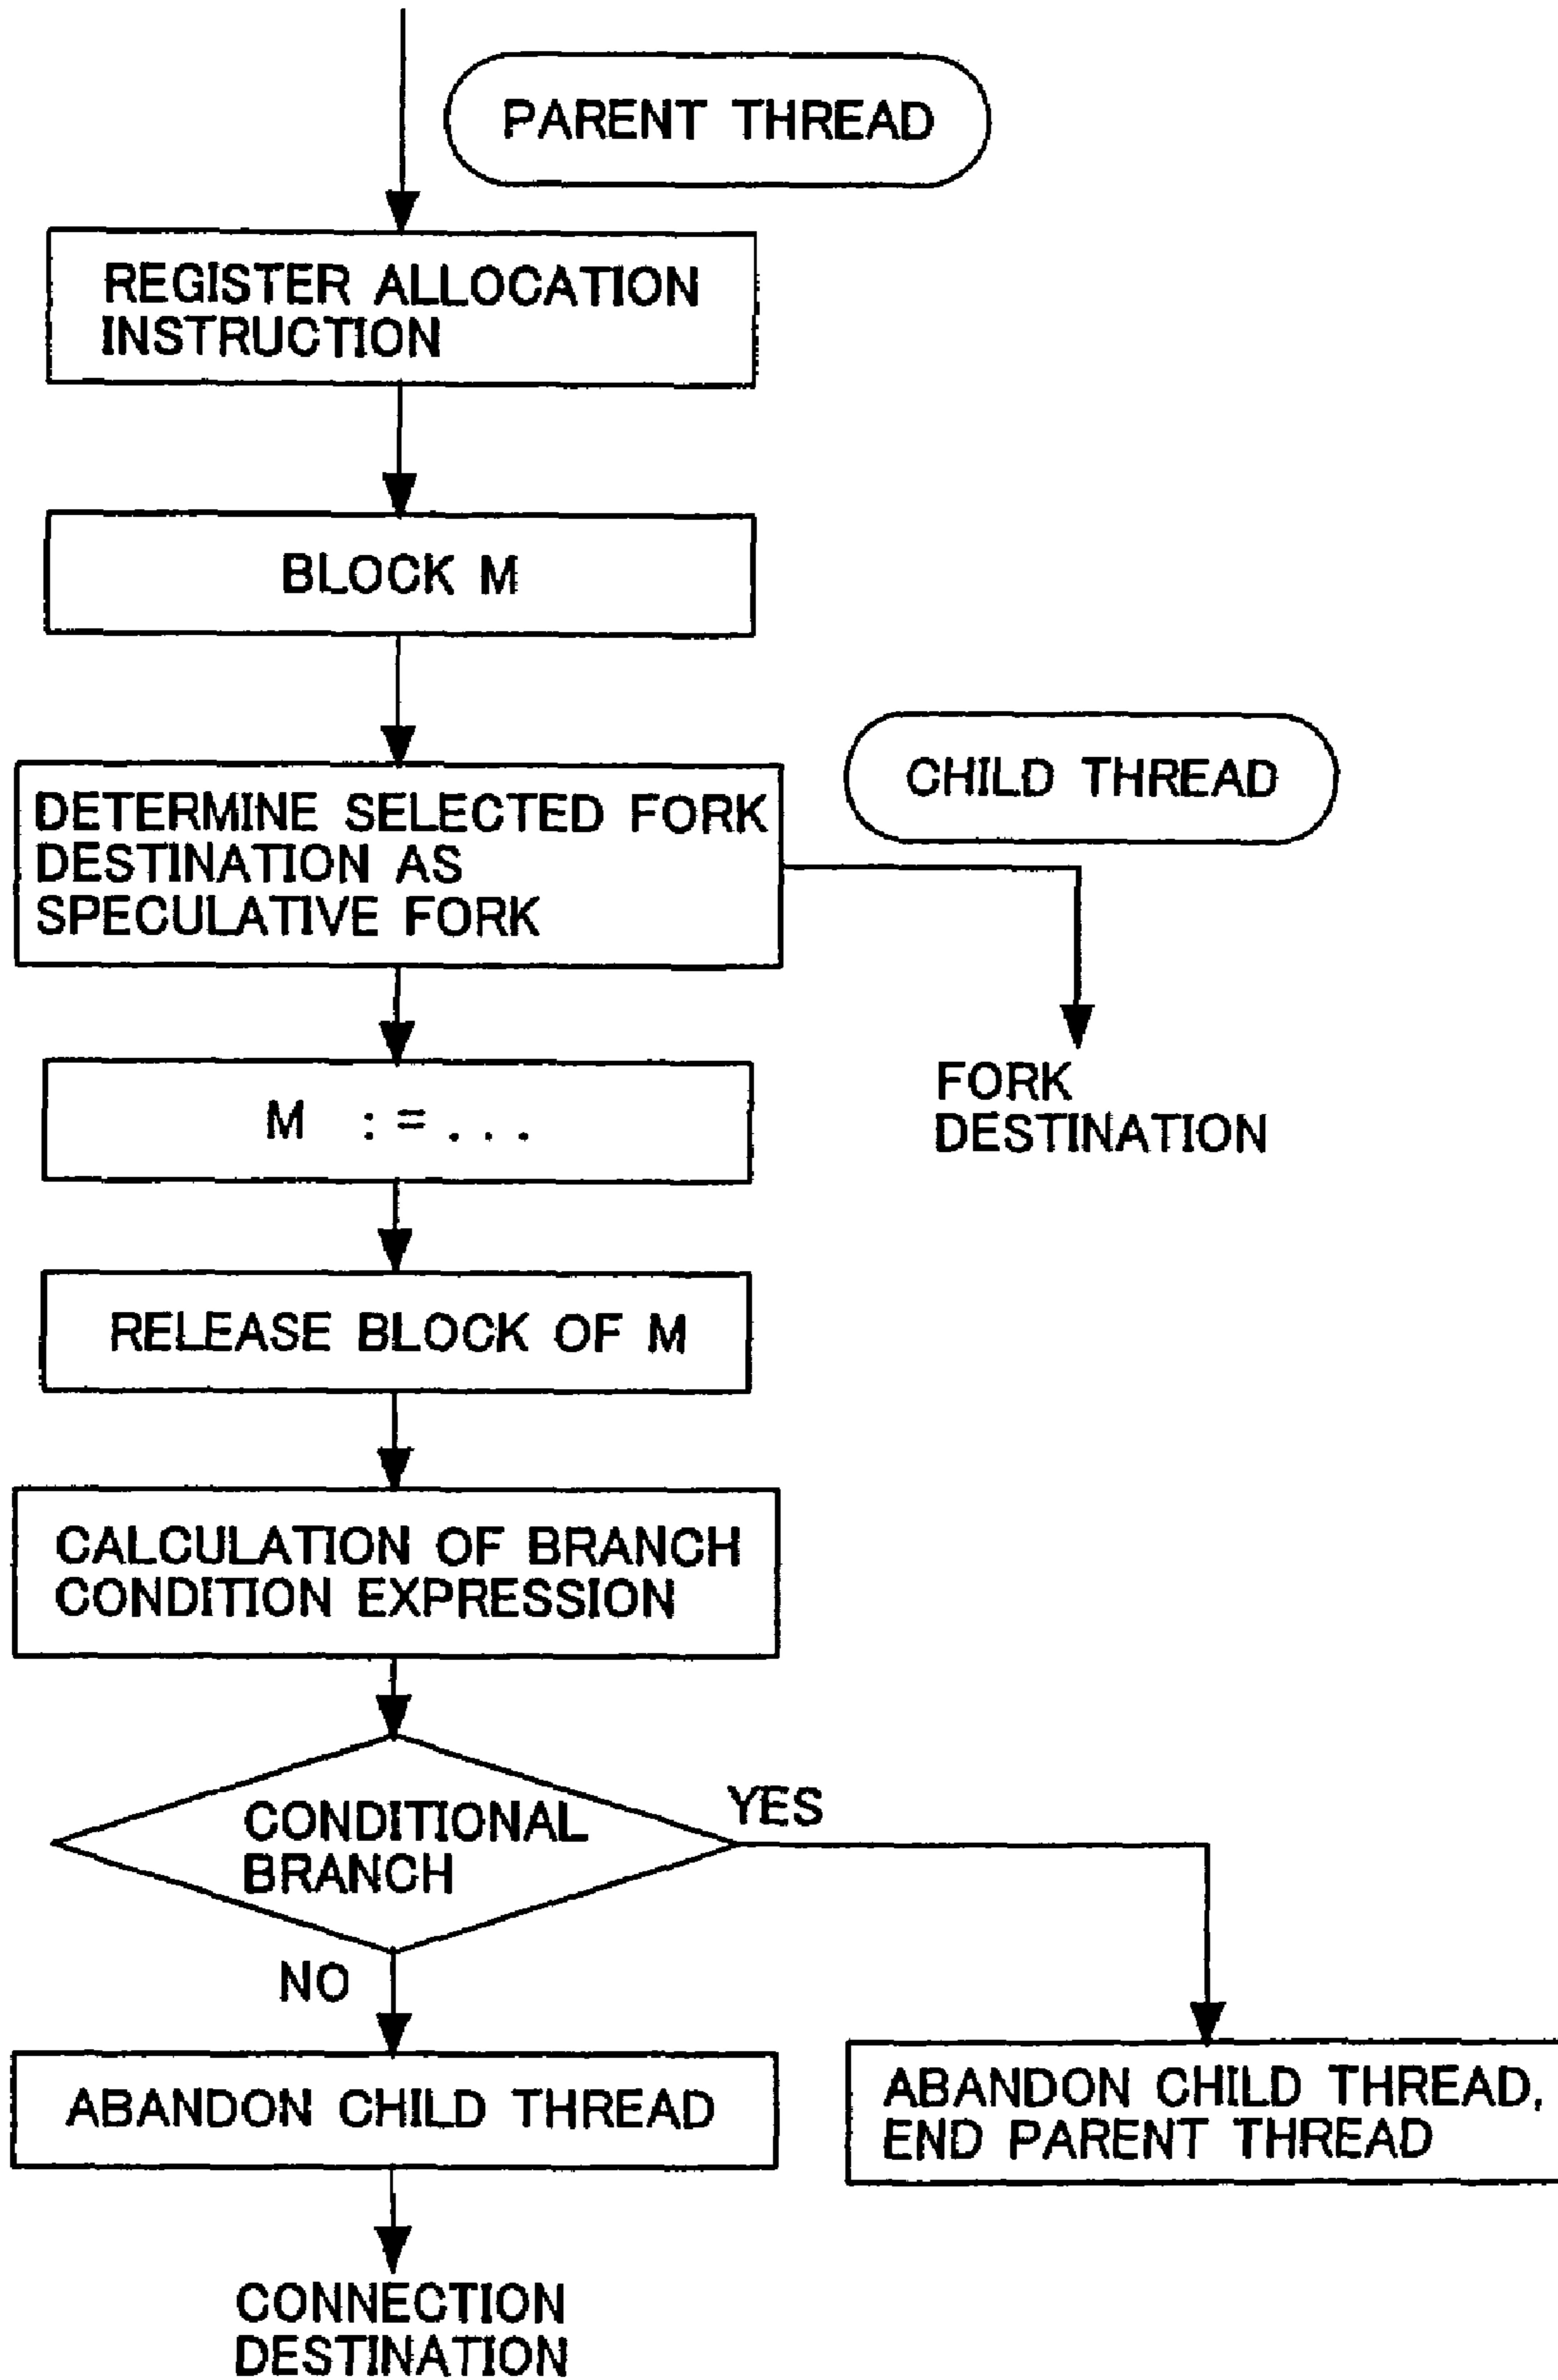 PARENT THREAD
REGISTER ALLOCATION
INSTRUCTION
BLOCK M
DETERMINE SELECTED FORK
DESTINATION AS
SPECULATIVE FORK
CHILD THREAD
FORK
DESTINATION
M := ...
RELEASE BLOCK OF M
CALCULATION OF BRANCH
CONDITION EXPRESSION
CONDITIONAL
BRANCH
YES
NO
ABANDON CHILD THREAD
ABANDON CHILD THREAD,
END PARENT THREAD
CONNECTION
DESTINATION